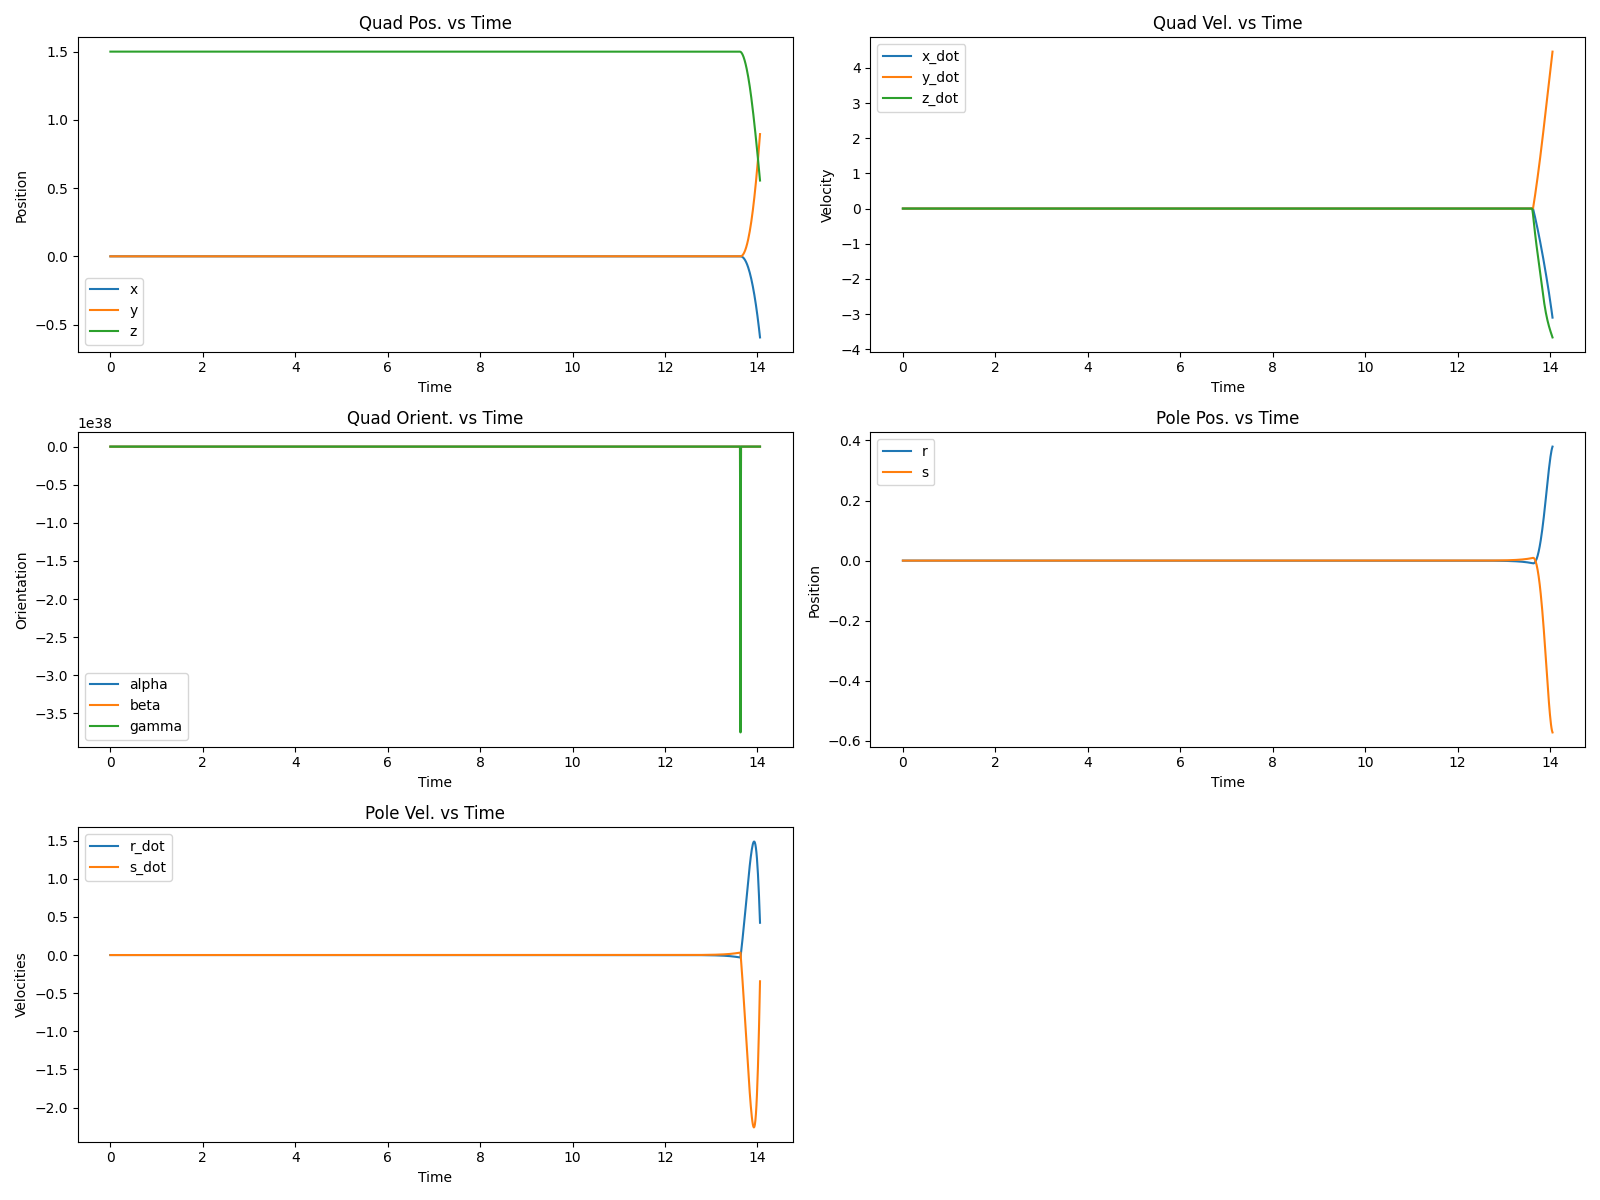 Quad Pos. vs Time
Position
1.5
1.0
0.5
0.0
−0.5
x
y
z
0 2 4 6 8 10 12 14
Time
Quad Vel. vs Time
Velocity
4
3
2
1
0
−1
−2
−3
−4
x_dot
y_dot
z_dot
0 2 4 6 8 10 12 14
Time
Quad Orient. vs Time
1e38
Orientation
0.0
−0.5
−1.0
−1.5
−2.0
−2.5
−3.0
−3.5
alpha
beta
gamma
0 2 4 6 8 10 12 14
Time
Pole Pos. vs Time
Position
0.4
0.2
0.0
−0.2
−0.4
−0.6
r
s
0 2 4 6 8 10 12 14
Time
Pole Vel. vs Time
Velocities
1.5
1.0
0.5
0.0
−0.5
−1.0
−1.5
−2.0
r_dot
s_dot
0 2 4 6 8 10 12 14
Time